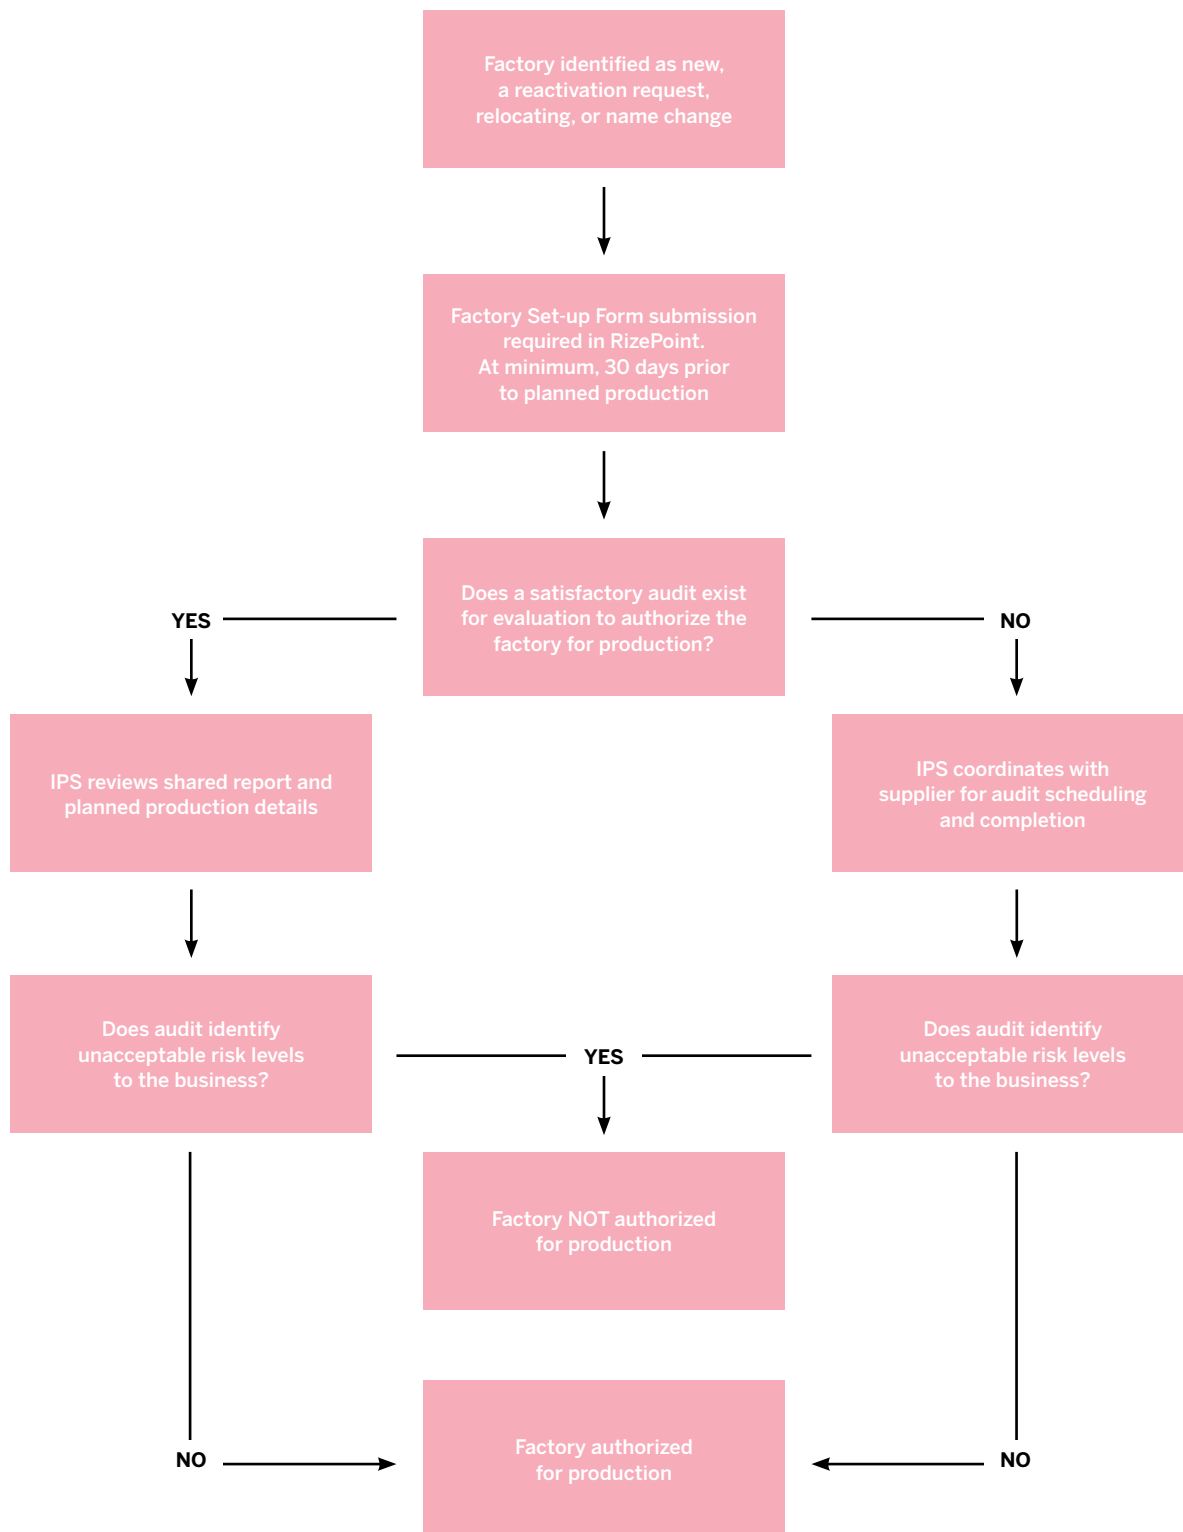 Factory identified as new,
a reactivation request,
relocating, or name change
Factory Set-up Form submission
required in RizePoint.
At minimum, 30 days prior
to planned production
Does a satisfactory audit exist
for evaluation to authorize the
factory for production?
YES
NO
IPS reviews shared report and
planned production details
IPS coordinates with
supplier for audit scheduling
and completion
Does audit identify
unacceptable risk levels
to the business?
YES
Does audit identify
unacceptable risk levels
to the business?
Factory NOT authorized
for production
NO
Factory authorized
for production
NO